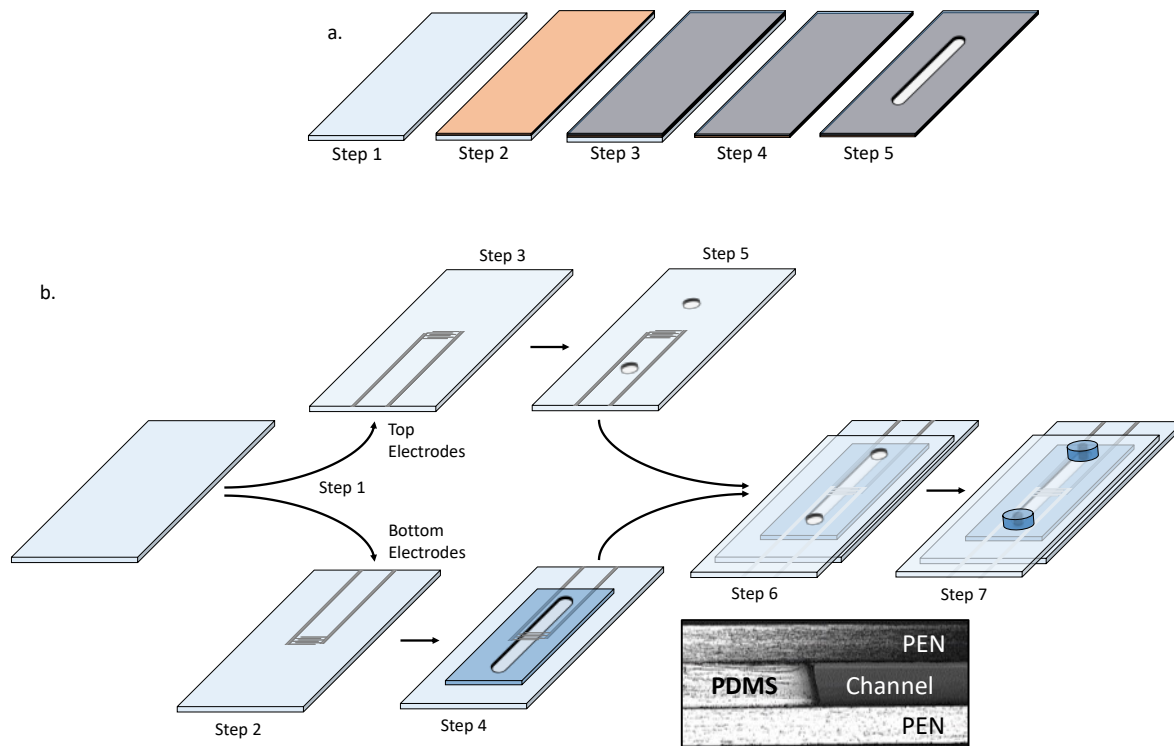 a.
Step 1
Step 2
Step 3
Step 4
Step 5
b.
Step 3
Step 5
Top
Electrodes
Step 1
Bottom
Electrodes
Step 2
Step 4
Step 6
Step 7
PEN
PDMS
Channel
PEN